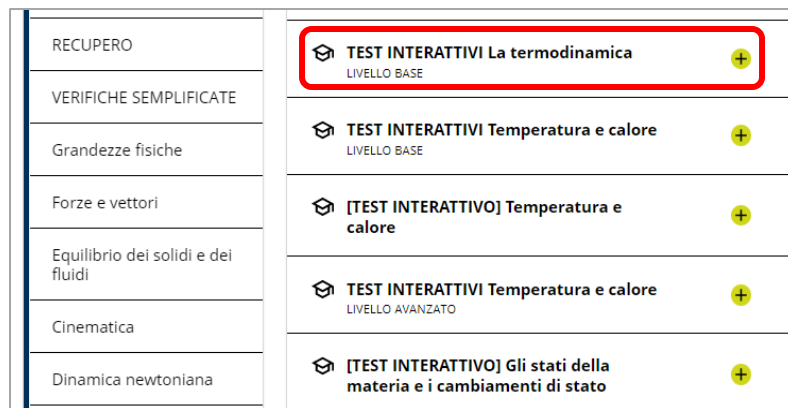 RECUPERO
VERIFICHE SEMPLIFICATE
Grandezze fisiche
Forze e vettori
Equilibrio dei solidi e dei
fluidi
Cinematica
Dinamica newtoniana
TEST INTERATTIVI La termodinamica
LIVELLO BASE
TEST INTERATTIVI Temperatura e calore
LIVELLO BASE
[TEST INTERATTIVO] Temperatura e
calore
TEST INTERATTIVI Temperatura e calore
LIVELLO AVANZATO
[TEST INTERATTIVO] Gli stati della
materia e i cambiamenti di stato